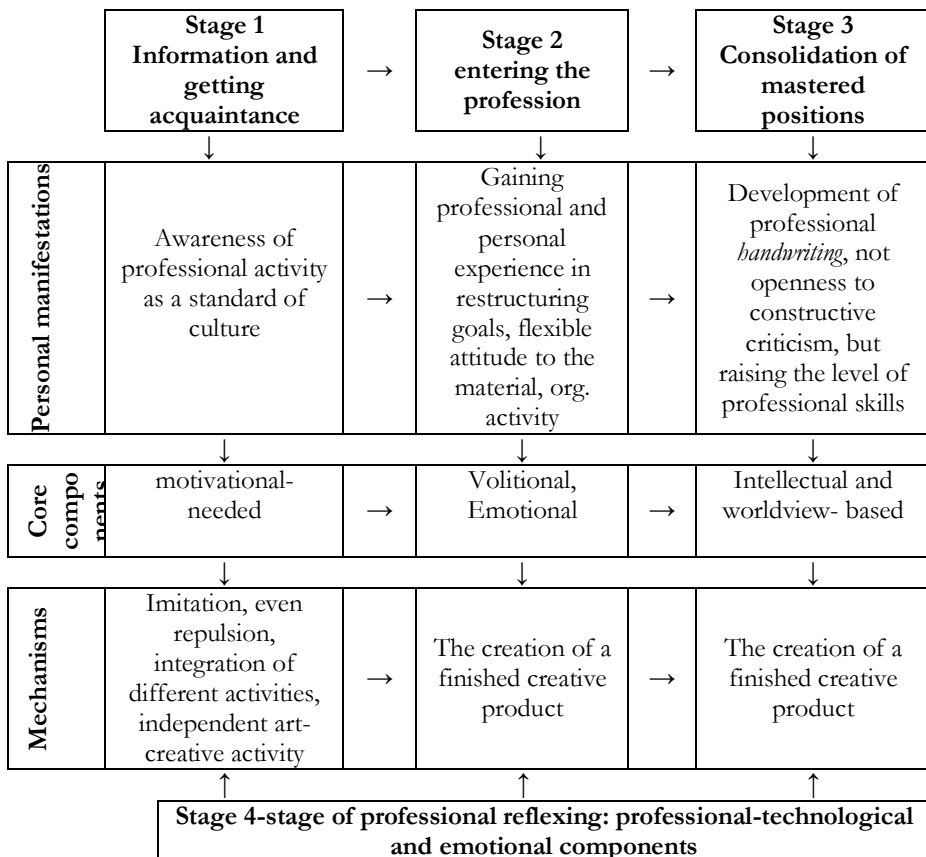 Stage 1
Information and
getting
acquaintance
→
Stage 2
entering the
profession
→
Stage 3
Consolidation of
mastered
positions
↓
↓
↓
Personal manifestations
Awareness of
professional activity
as a standard of
culture
→
Gaining
professional and
personal
experience in
restructuring
goals, flexible
attitude to the
material, org.
activity
→
Development of
professional
handwriting, not
openness to
constructive
criticism, but
raising the level of
professional skills
↓
↓
↓
Core
compo
nents
motivational-
needed
→
Volitional,
Emotional
→
Intellectual and
worldview- based
↓
↓
↓
Mechanisms
Imitation, even
repulsion,
integration of
different activities,
independent art-
creative activity
→
The creation of a
finished creative
product
→
The creation of a
finished creative
product
↑
↑
↑
Stage 4-stage of professional reflexing: professional-technological
and emotional components